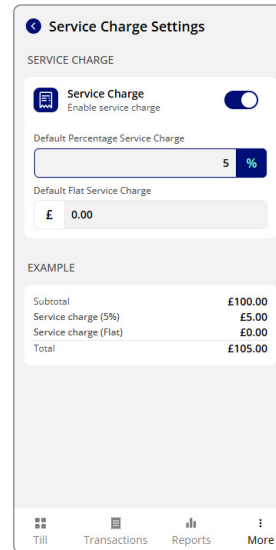 Service Charge Settings
SERVICE CHARGE
Service Charge
Enable service charge
Default Percentage Service Charge
5 %
Default Flat Service Charge
£ 0.00
EXAMPLE
Subtotal £100.00
Service charge (5%) £5.00
Service charge (Flat) £0.00
Total £105.00
Till Transactions Reports More